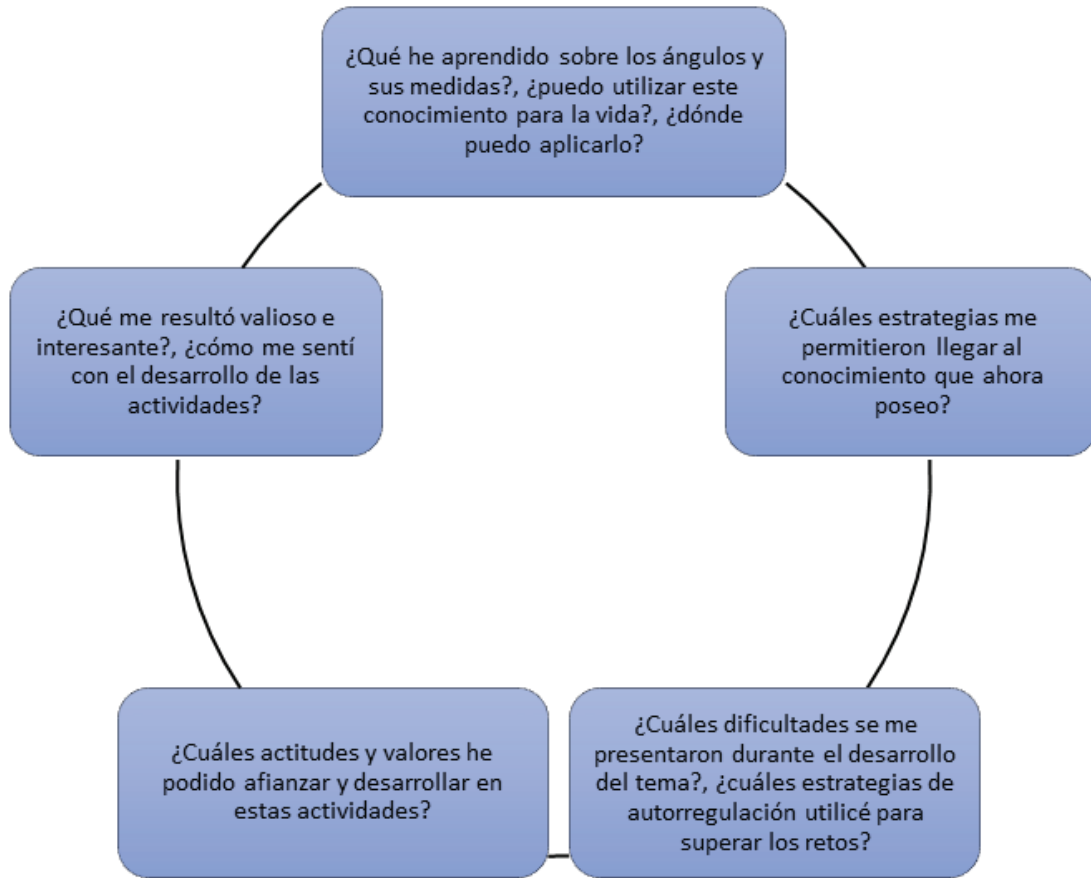 ¿Qué he aprendido sobre los ángulos y
sus medidas?, ¿puedo utilizar este
conocimiento para la vida?, ¿dónde
puedo aplicarlo?
¿Qué me resultó valioso e
interesante?, ¿cómo me sentí
con el desarrollo de las
actividades?
¿Cuáles estrategias me
permitieron llegar al
conocimiento que ahora
poseo?
¿Cuáles actitudes y valores he
podido afianzar y desarrollar en
estas actividades?
¿Cuáles dificultades se me
presentaron durante el desarrollo
del tema?, ¿cuáles estrategias de
autorregulación utilicé para
superar los retos?